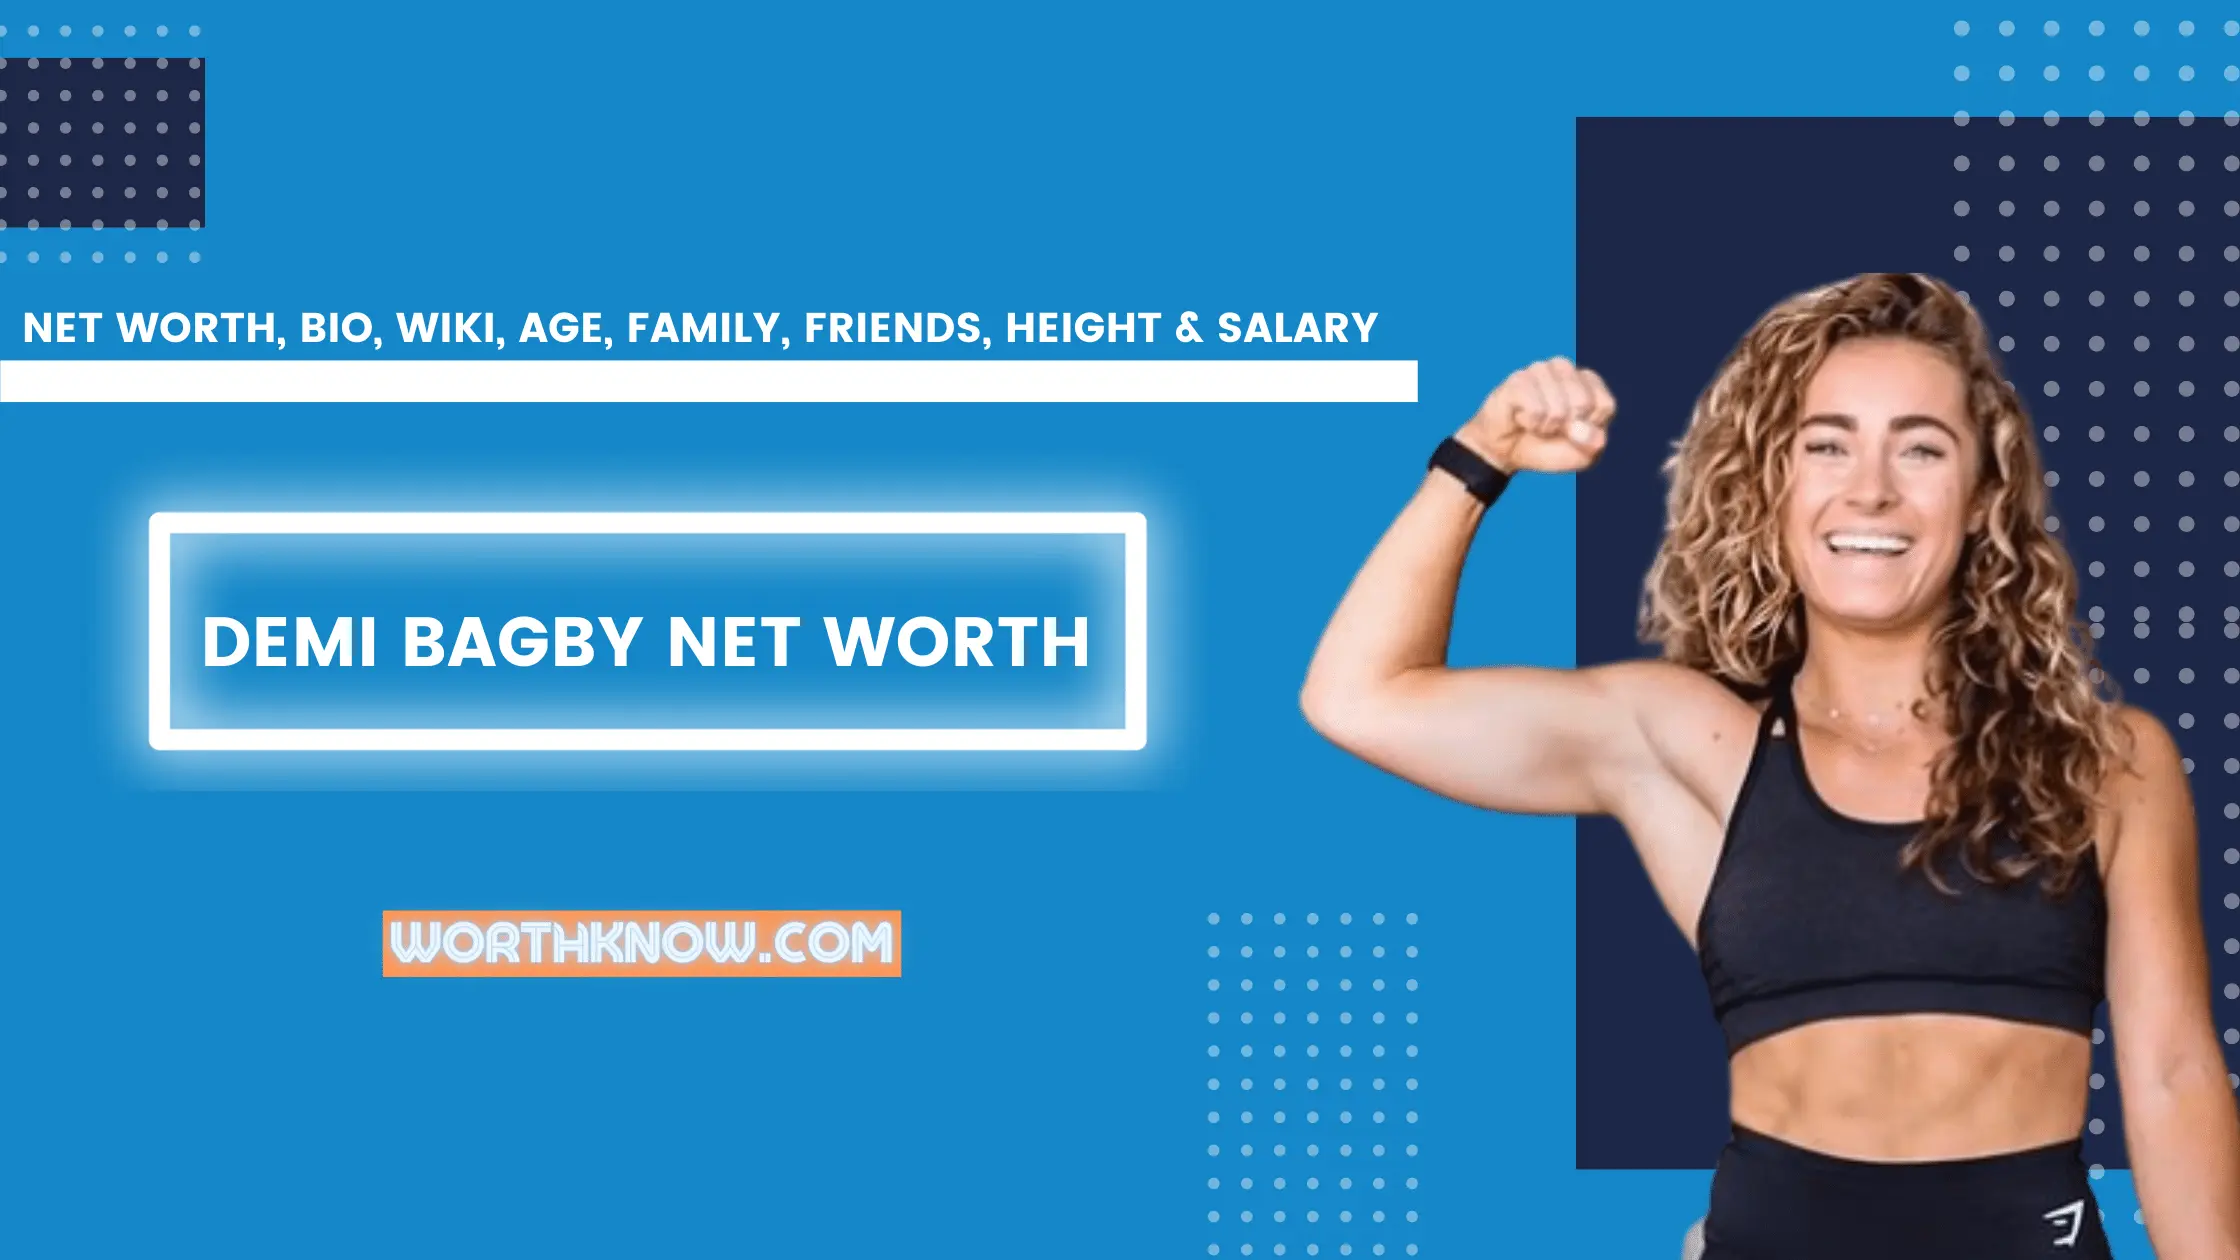 NET WORTH, BIO, WIKI, AGE, FAMILY, FRIENDS, HEIGHT & SALARY
DEMI BAGBY NET WORTH
WORTHKNOW.COM